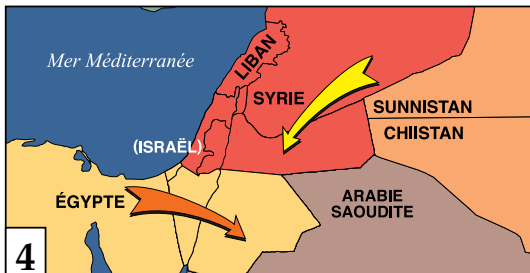 Mer Méditerranée
LIBAN
SYRIE
SUNNISTAN
CHIISTAN
(ISRAËL)
ÉGYPTE
ARABIE
SAOUDITE
4